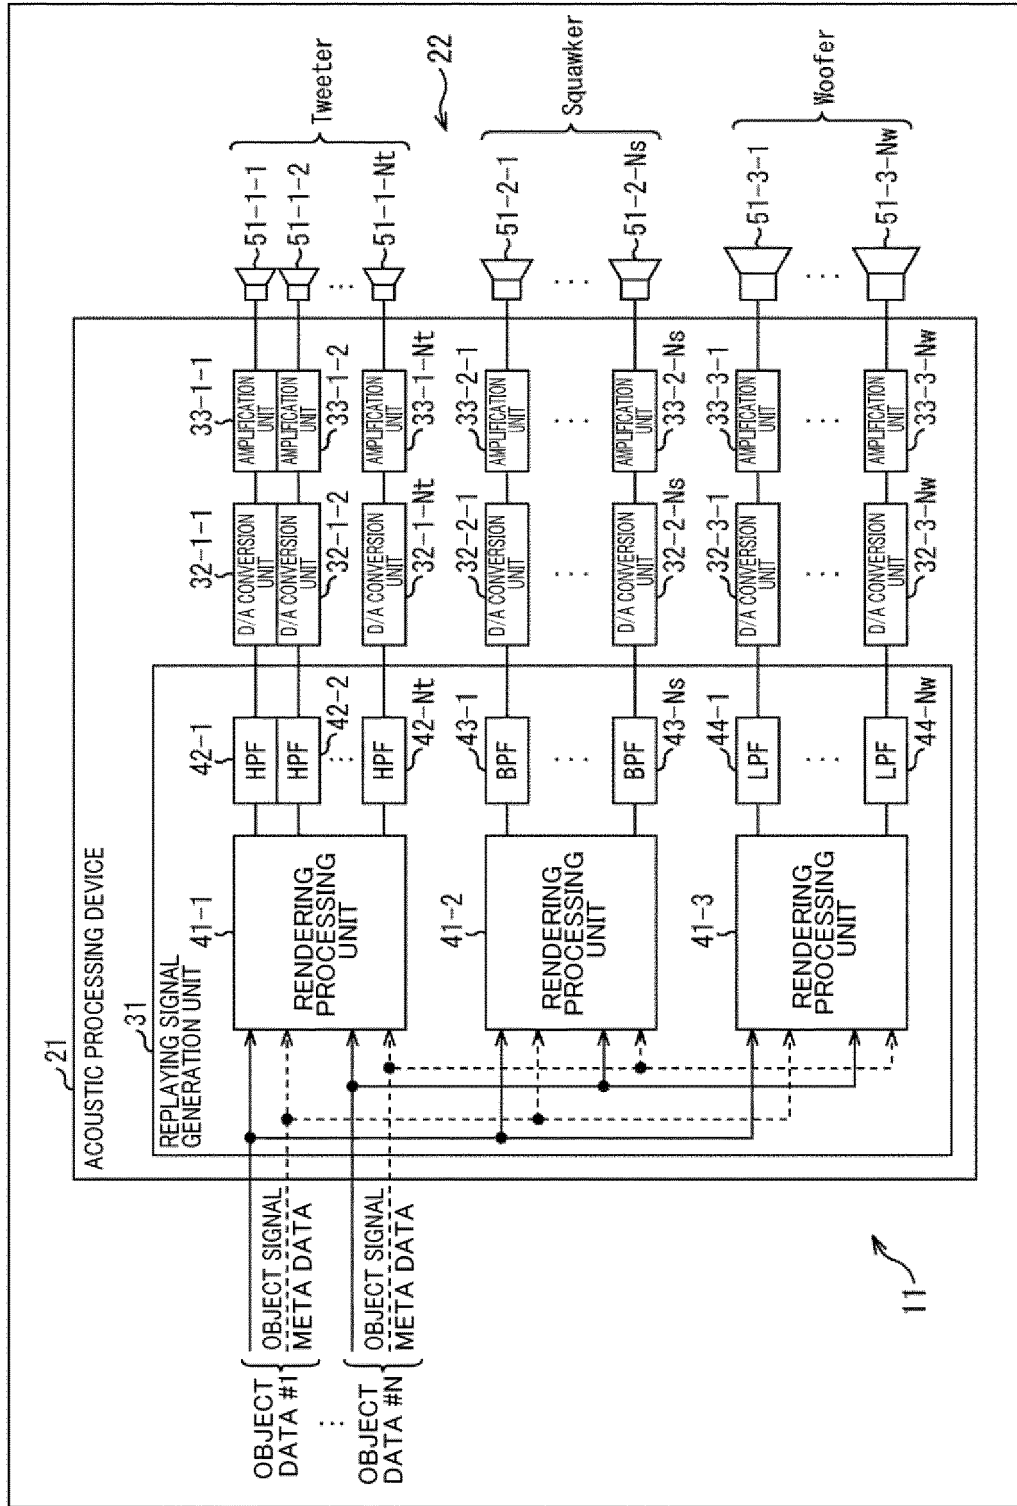 21
ACOUSTIC PROCESSING DEVICE
31
REPLAYING SIGNAL
GENERATION UNIT
OBJECT
DATA #1
OBJECT SIGNAL
META DATA
⋮
OBJECT
DATA #N
OBJECT SIGNAL
META DATA
41-1
RENDERING
PROCESSING
UNIT
42-1
HPF
HPF
42-2
⋮
HPF
42-Nt
32-1-1
D/A CONVERSION
UNIT
D/A CONVERSION
UNIT
32-1-2
D/A CONVERSION
UNIT
32-1-Nt
33-1-1
AMPLIFICATION
UNIT
AMPLIFICATION
UNIT
33-1-2
AMPLIFICATION
UNIT
33-1-Nt
51-1-1
51-1-2
⋮
51-1-Nt
Tweeter
22
41-2
RENDERING
PROCESSING
UNIT
43-1
BPF
⋮
BPF
43-Ns
32-2-1
D/A CONVERSION
UNIT
⋮
D/A CONVERSION
UNIT
32-2-Ns
33-2-1
AMPLIFICATION
UNIT
⋮
AMPLIFICATION
UNIT
33-2-Ns
51-2-1
⋮
51-2-Ns
Squawker
41-3
RENDERING
PROCESSING
UNIT
44-1
LPF
⋮
LPF
44-Nw
32-3-1
D/A CONVERSION
UNIT
⋮
D/A CONVERSION
UNIT
32-3-Nw
33-3-1
AMPLIFICATION
UNIT
⋮
AMPLIFICATION
UNIT
33-3-Nw
51-3-1
⋮
51-3-Nw
Woofer
11